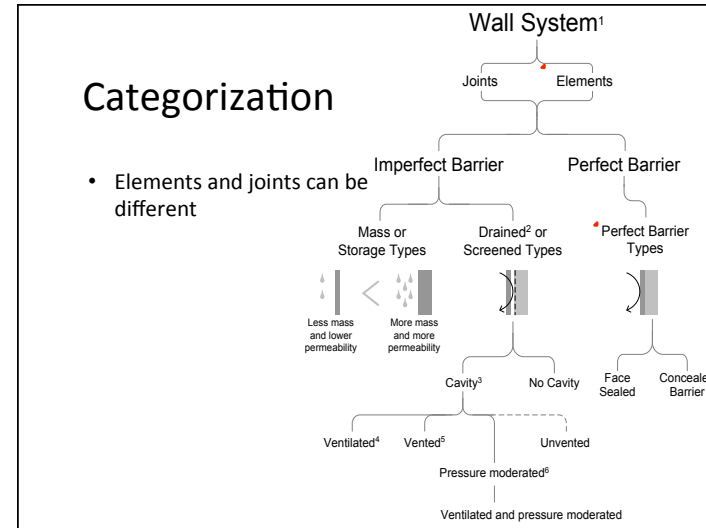 Wall System¹
Joints
Elements
Categorization
• Elements and joints can be
different
Imperfect Barrier
Perfect Barrier
Mass or
Storage Types
Drained² or
Screened Types
Perfect Barrier
Types
<
Less mass
and lower
permeability
More mass
and more
permeability
Cavity³
No Cavity
Face
Sealed
Conceale
Barrier
Ventilated⁴
Vented⁵
Unvented
Pressure moderated⁶
Ventilated and pressure moderated